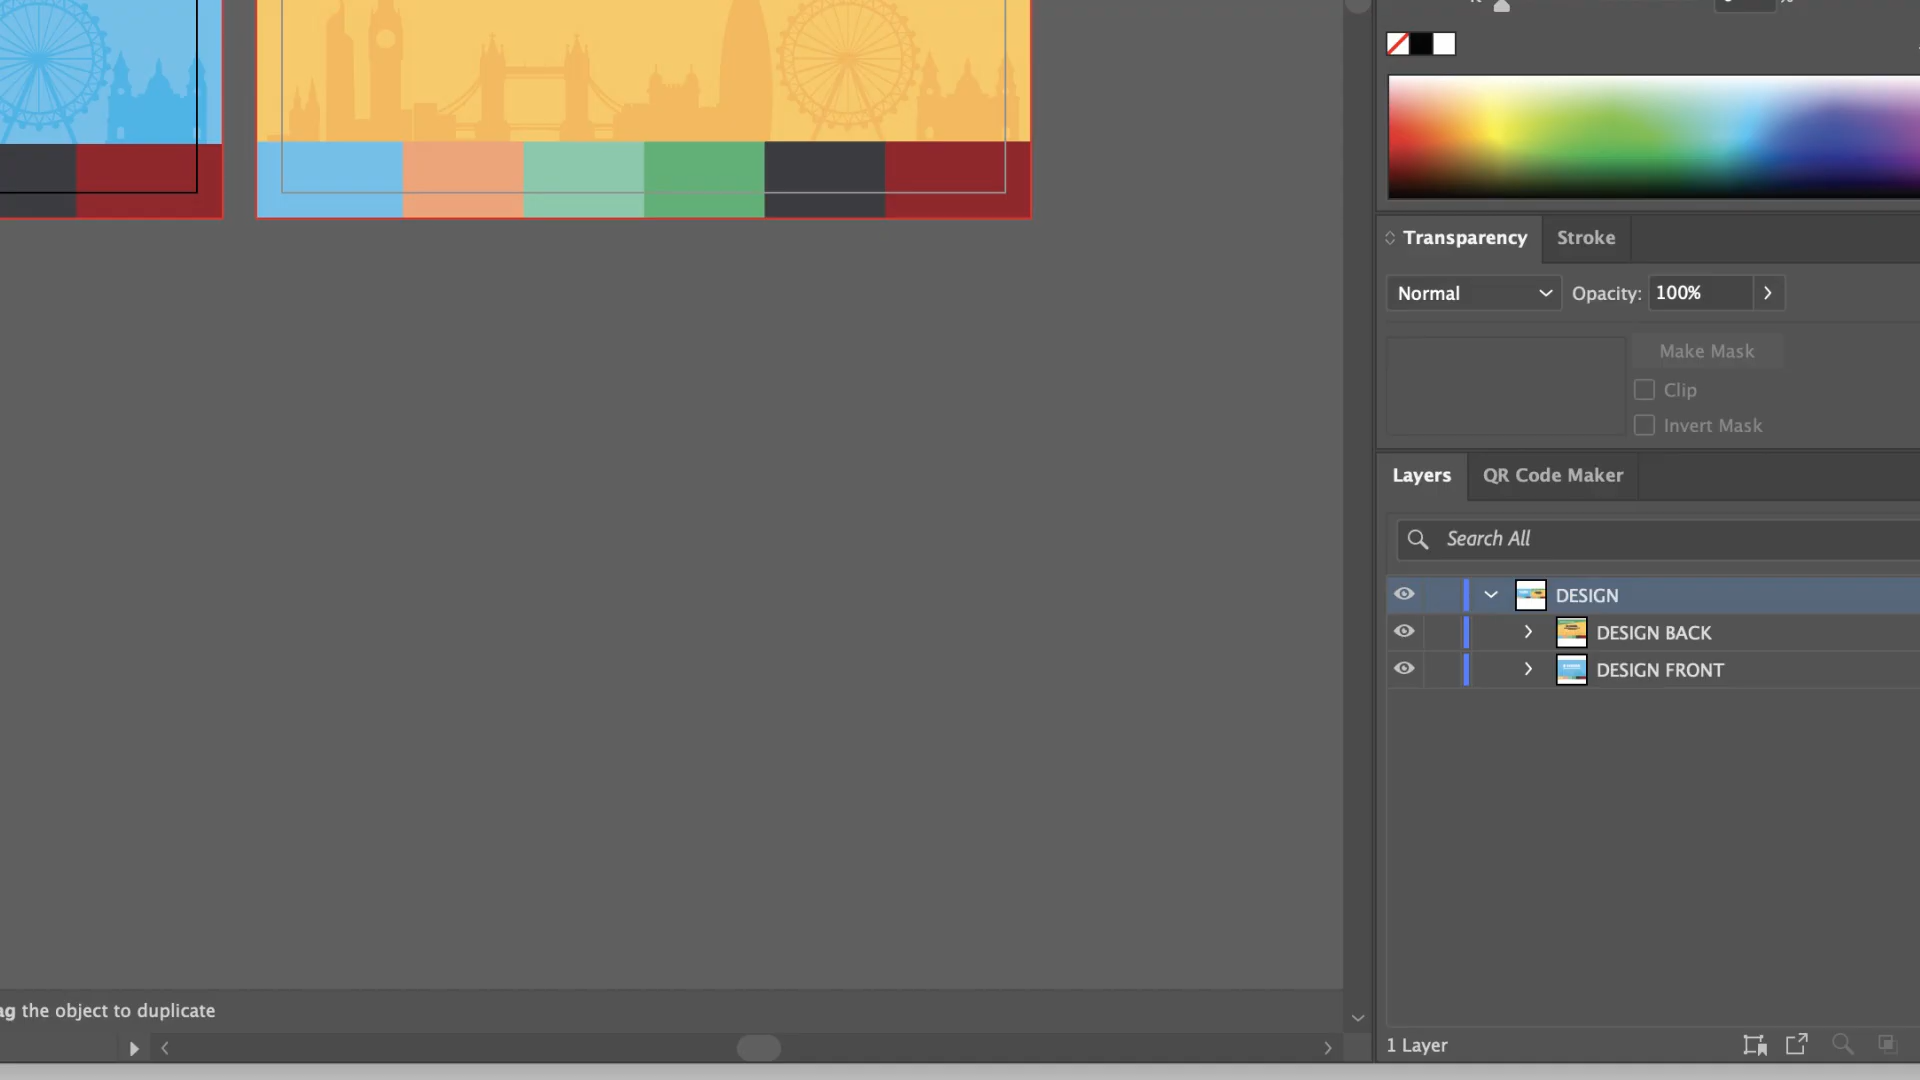 Transparency
Stroke
Normal
Opacity:
100%
Make Mask
Clip
Invert Mask
Layers
QR Code Maker
Search All
DESIGN
DESIGN BACK
DESIGN FRONT
the object to duplicate
1 Layer